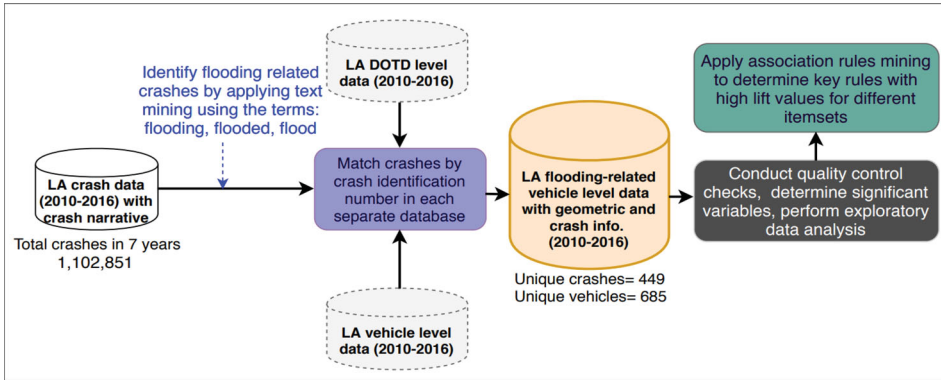 Identify flooding related
crashes by applying text
mining using the terms:
flooding, flooded, flood
LA crash data
(2010-2016) with
crash narrative
Total crashes in 7 years
1,102,851
LA DOTD level
data (2010-2016)
Match crashes by
crash identification
number in each
separate database
LA vehicle level
data (2010-2016)
LA flooding-related
vehicle level data
with geometric and
crash info.
(2010-2016)
Unique crashes= 449
Unique vehicles= 685
Apply association rules mining
to determine key rules with
high lift values for different
itemsets
Conduct quality control
checks, determine significant
variables, perform exploratory
data analysis